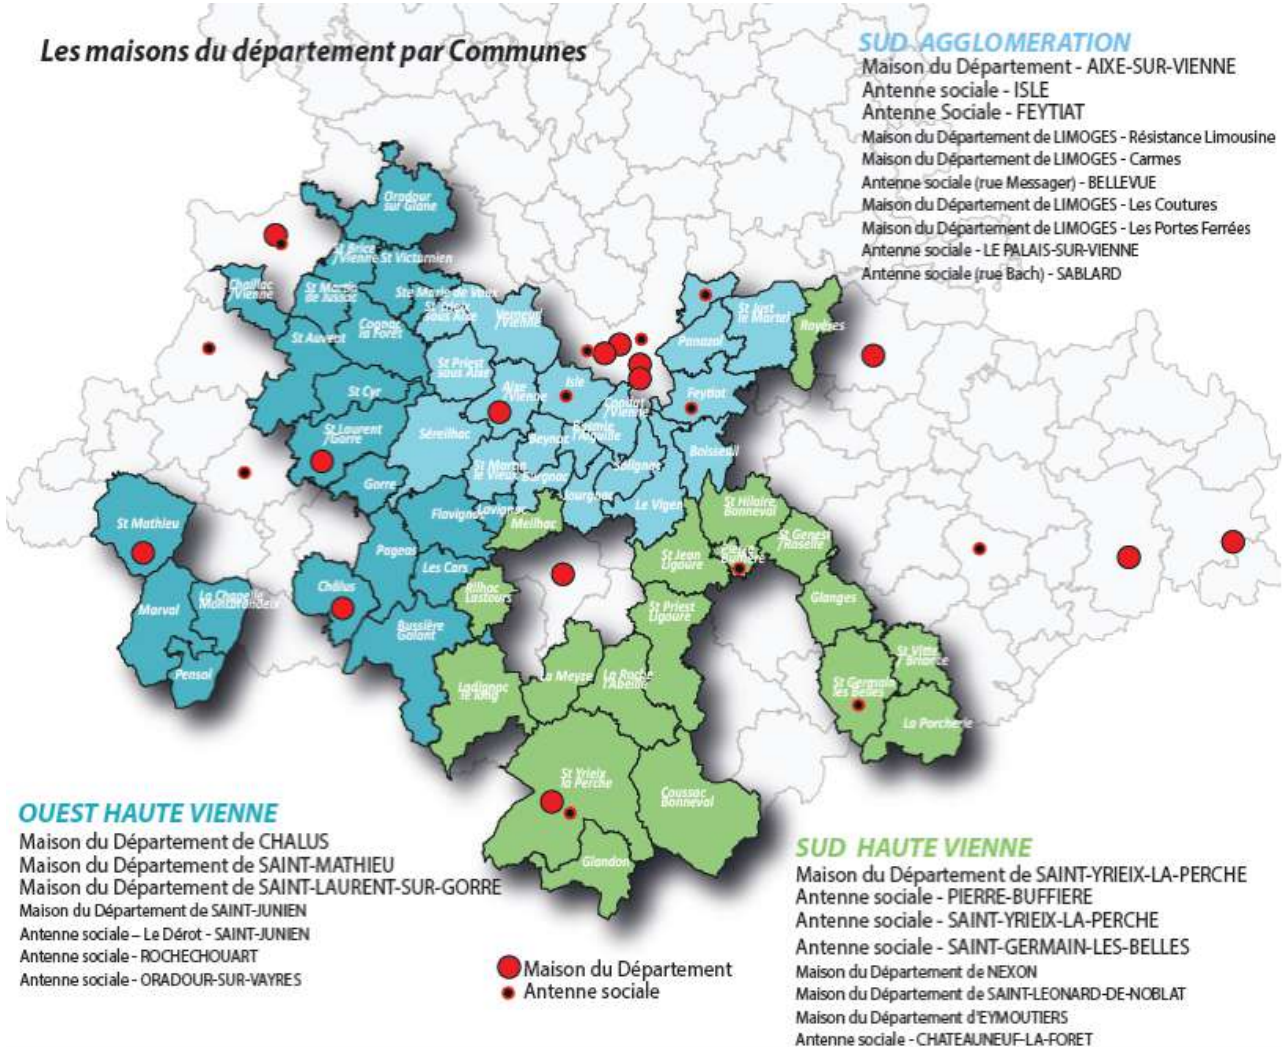 Les maisons du département par Communes
SUD AGGLOMERATION
Maison du Département - AIXE-SUR-VIENNE
Antenne sociale - ISLE
Antenne Sociale - FEYTIAT
Maison du Département de LIMOGES - Résistance Limousine
Maison du Département de LIMOGES - Carmes
Antenne sociale (rue Messager) - BELLEVUE
Maison du Département de LIMOGES - Les Coutures
Maison du Département de LIMOGES - Les Portes Ferrées
Antenne sociale - LE PALAIS-SUR-VIENNE
Antenne sociale (rue Bach) - SABLARD
Oradour
sur Glane
St Brice
/Vienne
St Victurnien
Chaillac
/Vienne
St Martin
de Jussac
Ste Marie de Vaux
St Yrieix
sous Aixe
Verneuil
/Vienne
St Just
le Martel
Royères
Cognac
la Forêt
St Auvent
Panazol
St Priest
sous Aixe
St Cyr
Aixe
/Vienne
Isle
Feytiat
Condat
/Vienne
St Laurent
/Gorre
Séreilhac
Beynac
Bosmie
l'Aiguille
Boisseuil
Solignac
St Martin
le Vieux
Burgnac
Gorre
Jourgnac
Le Vigen
St Hilaire
Bonneval
Flavignac
Lavignac
Meilhac
St Mathieu
St Genest
/Roselle
Pageas
Pierre
Buffière
St Jean
Ligoure
Les Cars
Châlus
Rilhac
Lastours
La Chapelle
Montbrandeix
Marval
Glanges
St Priest
Ligoure
Bussière
Galant
St Vitte
/Briance
Pensol
La Meyze
La Roche
l'Abeille
Ladignac
le long
St Germain
les Belles
La Porcherie
St Yrieix
la Perche
Coussac
Bonneval
Glandon
OUEST HAUTE VIENNE
Maison du Département de CHALUS
Maison du Département de SAINT-MATHIEU
Maison du Département de SAINT-LAURENT-SUR-GORRE
Maison du Département de SAINT-JUNIEN
Antenne sociale – Le Dérot - SAINT-JUNIEN
Antenne sociale - ROCHECHOUART
Antenne sociale - ORADOUR-SUR-VAYRES
Maison du Département
Antenne sociale
SUD HAUTE VIENNE
Maison du Département de SAINT-YRIEIX-LA-PERCHE
Antenne sociale - PIERRE-BUFFIERE
Antenne sociale - SAINT-YRIEIX-LA-PERCHE
Antenne sociale - SAINT-GERMAIN-LES-BELLES
Maison du Département de NEXON
Maison du Département de SAINT-LEONARD-DE-NOBLAT
Maison du Département d'EYMOUTIERS
Antenne sociale - CHATEAUNEUF-LA-FORET